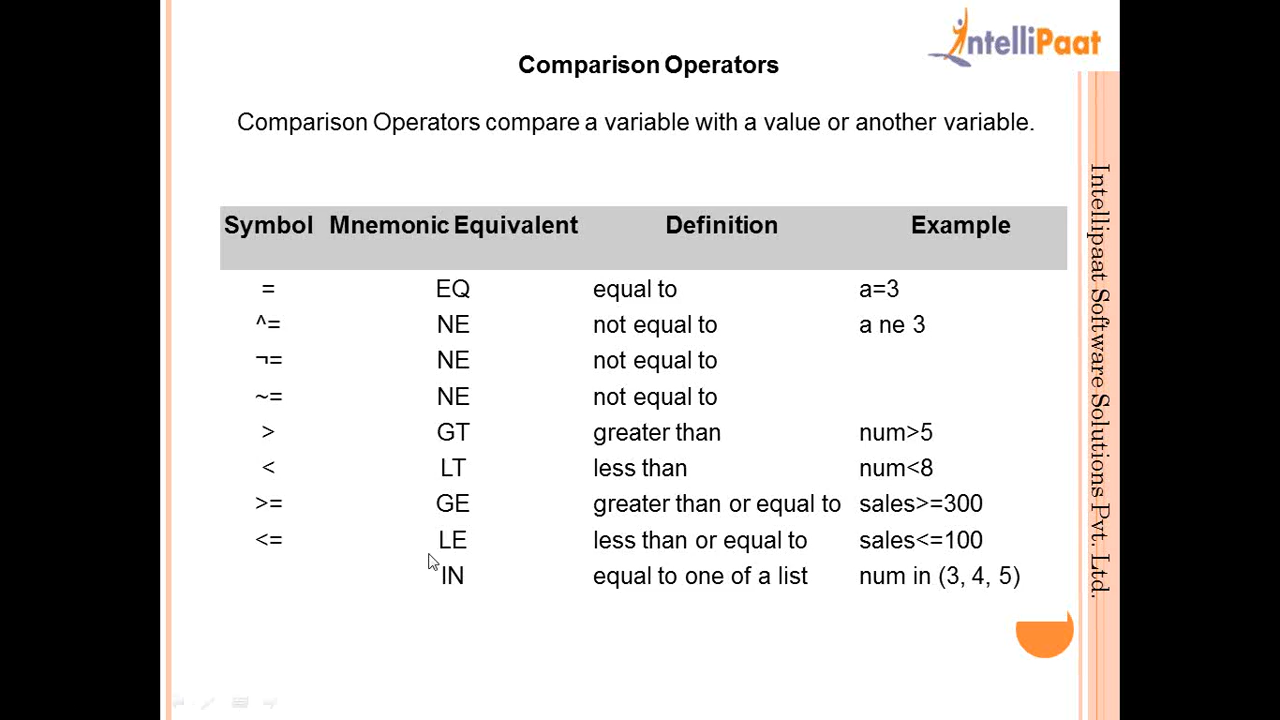 IntelliPaat
Comparison Operators
Comparison Operators compare a variable with a value or another variable.
Symbol Mnemonic Equivalent Definition Example
= EQ equal to a=3
^= NE not equal to a ne 3
¬= NE not equal to
~= NE not equal to
> GT greater than num>5
< LT less than num<8
>= GE greater than or equal to sales>=300
<= LE less than or equal to sales<=100
IN equal to one of a list num in (3, 4, 5)
Intellipaat Software Solutions Pvt. Ltd.